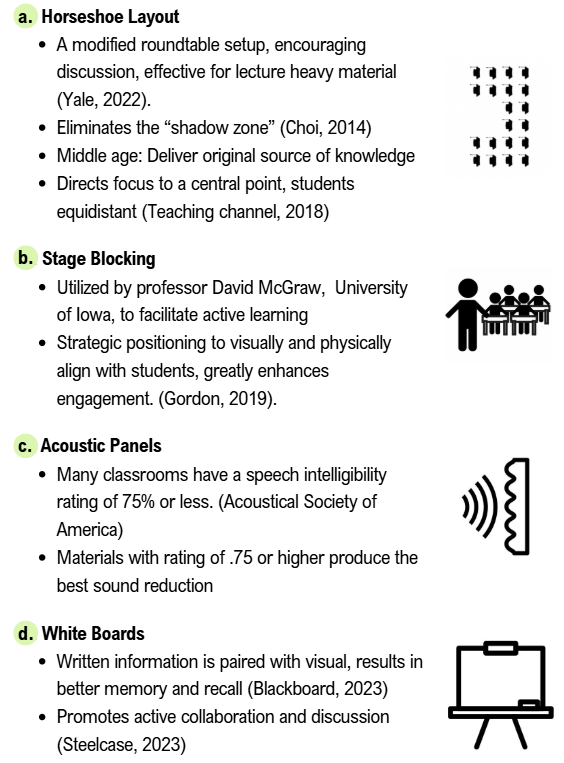 a. Horseshoe Layout
• A modified roundtable setup, encouraging
discussion, effective for lecture heavy material
(Yale, 2022).
• Eliminates the “shadow zone” (Choi, 2014)
• Middle age: Deliver original source of knowledge
• Directs focus to a central point, students
equidistant (Teaching channel, 2018)
b. Stage Blocking
• Utilized by professor David McGraw, University
of Iowa, to facilitate active learning
• Strategic positioning to visually and physically
align with students, greatly enhances
engagement. (Gordon, 2019).
c. Acoustic Panels
• Many classrooms have a speech intelligibility
rating of 75% or less. (Acoustical Society of
America)
• Materials with rating of .75 or higher produce the
best sound reduction
d. White Boards
• Written information is paired with visual, results in
better memory and recall (Blackboard, 2023)
• Promotes active collaboration and discussion
(Steelcase, 2023)